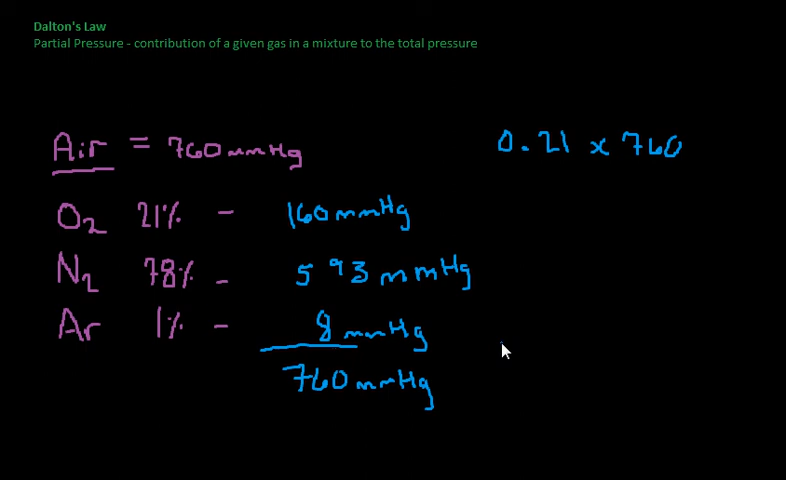 Dalton's Law
Partial Pressure - contribution of a given gas in a mixture to the total pressure
Air = 760 mmHg
0.21 x 760
O2 21% - 160 mmHg
N2 78% - 593 mmHg
Ar 1% - 8 mmHg
760 mmHg